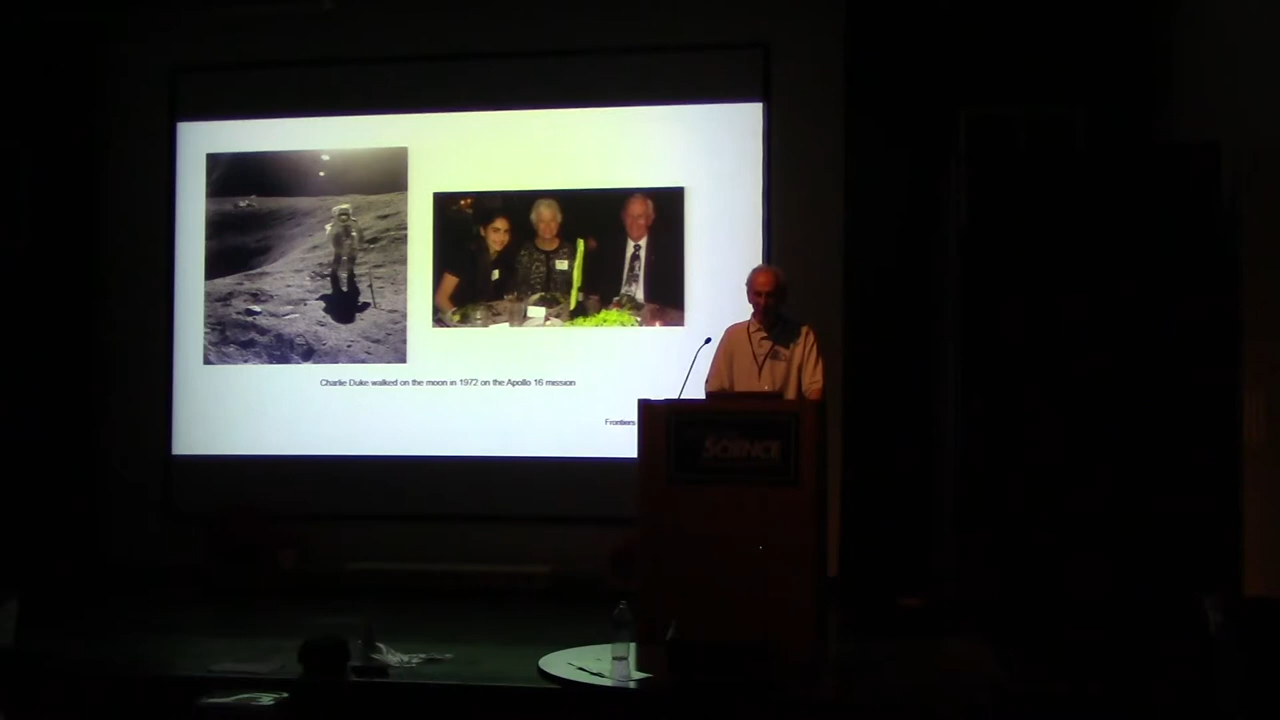 Charlie Duke walked on the moon in 1972 on the Apollo 16 mission
Frontiers
SCIENCE